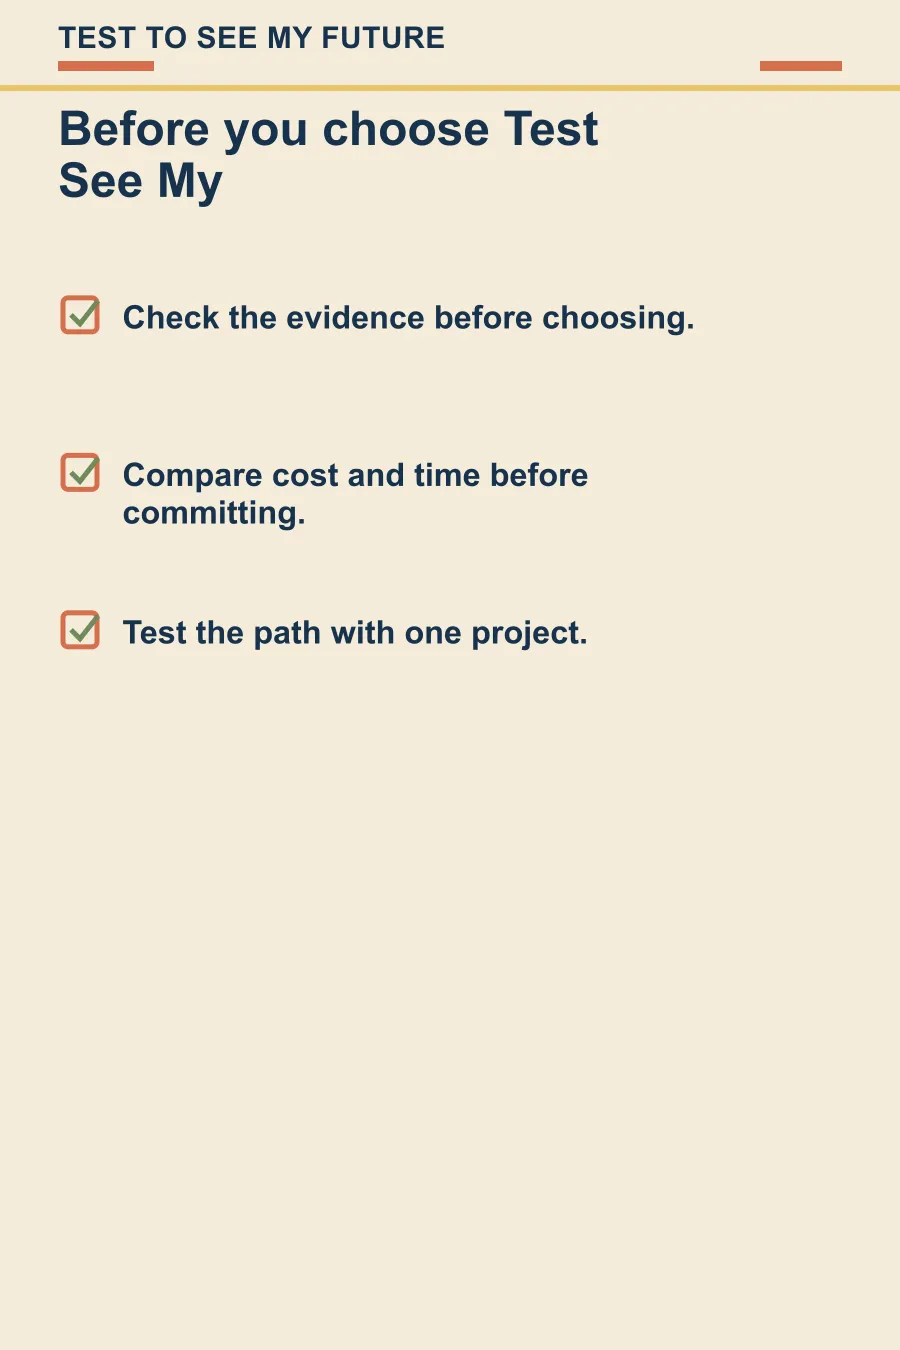 TEST TO SEE MY FUTURE
Before you choose Test
See My
Check the evidence before choosing.
Compare cost and time before
committing.
Test the path with one project.